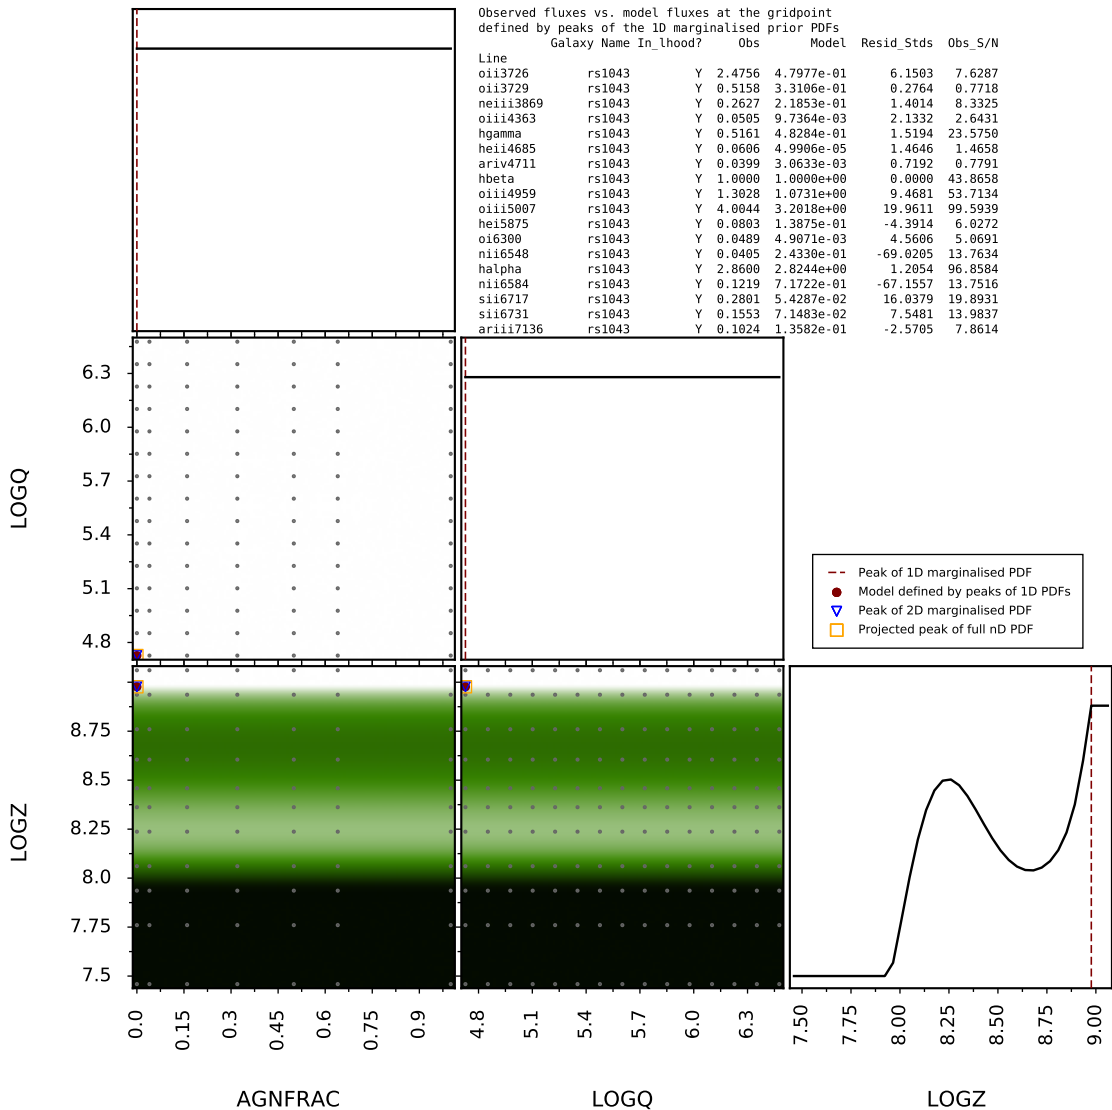 Observed fluxes vs. model fluxes at the gridpoint
defined by peaks of the 1D marginalised prior PDFs
Galaxy Name In_lhood? Obs Model Resid_Stds Obs_S/N
Line
oii3726 rs1043 Y 2.4756 4.7977e-01 6.1503 7.6287
oii3729 rs1043 Y 0.5158 3.3106e-01 0.2764 0.7718
neiii3869 rs1043 Y 0.2627 2.1853e-01 1.4014 8.3325
oiii4363 rs1043 Y 0.0505 9.7364e-03 2.1332 2.6431
hgamma rs1043 Y 0.5161 4.8284e-01 1.5194 23.5750
heii4685 rs1043 Y 0.0606 4.9906e-05 1.4646 1.4658
ariv4711 rs1043 Y 0.0399 3.0633e-03 0.7192 0.7791
hbeta rs1043 Y 1.0000 1.0000e+00 0.0000 43.8658
oiii4959 rs1043 Y 1.3028 1.0731e+00 9.4681 53.7134
oiii5007 rs1043 Y 4.0044 3.2018e+00 19.9611 99.5939
hei5875 rs1043 Y 0.0803 1.3875e-01 -4.3914 6.0272
oi6300 rs1043 Y 0.0489 4.9071e-03 4.5606 5.0691
nii6548 rs1043 Y 0.0405 2.4330e-01 -69.0205 13.7634
halpha rs1043 Y 2.8600 2.8244e+00 1.2054 96.8584
nii6584 rs1043 Y 0.1219 7.1722e-01 -67.1557 13.7516
sii6717 rs1043 Y 0.2801 5.4287e-02 16.0379 19.8931
sii6731 rs1043 Y 0.1553 7.1483e-02 7.5481 13.9837
ariii7136 rs1043 Y 0.1024 1.3582e-01 -2.5705 7.8614
6.3
6.0
5.7
5.4
5.1
4.8
LOGQ
Peak of 1D marginalised PDF
Model defined by peaks of 1D PDFs
Peak of 2D marginalised PDF
Projected peak of full nD PDF
8.75
8.5
8.25
8.0
7.75
7.5
LOGZ
0.0 0.15 0.3 0.45 0.6 0.75 0.9
4.8 5.1 5.4 5.7 6.0 6.3
7.50 7.75 8.00 8.25 8.50 8.75 9.00
AGNFRAC LOGQ LOGZ